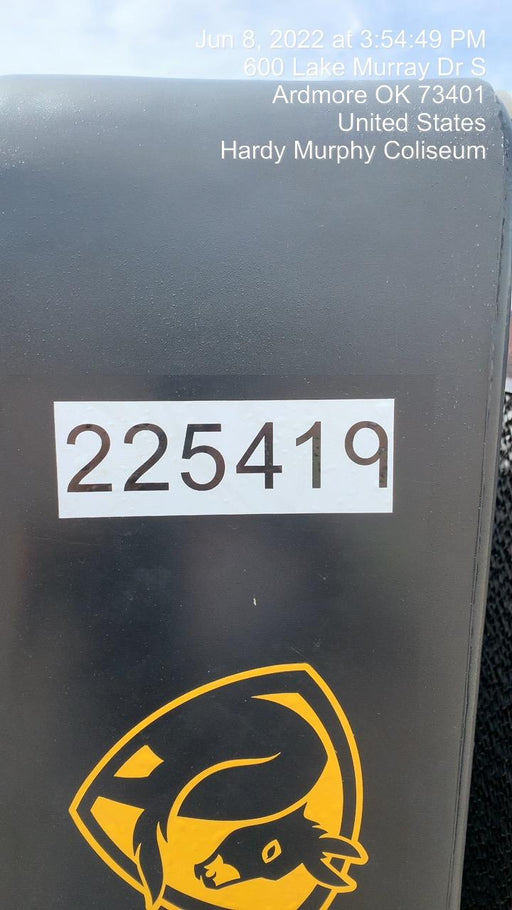 Jun 8, 2022 at 3:54:49 PM
600 Lake Murray Dr S
Ardmore OK 73401
United States
Hardy Murphy Coliseum
225419